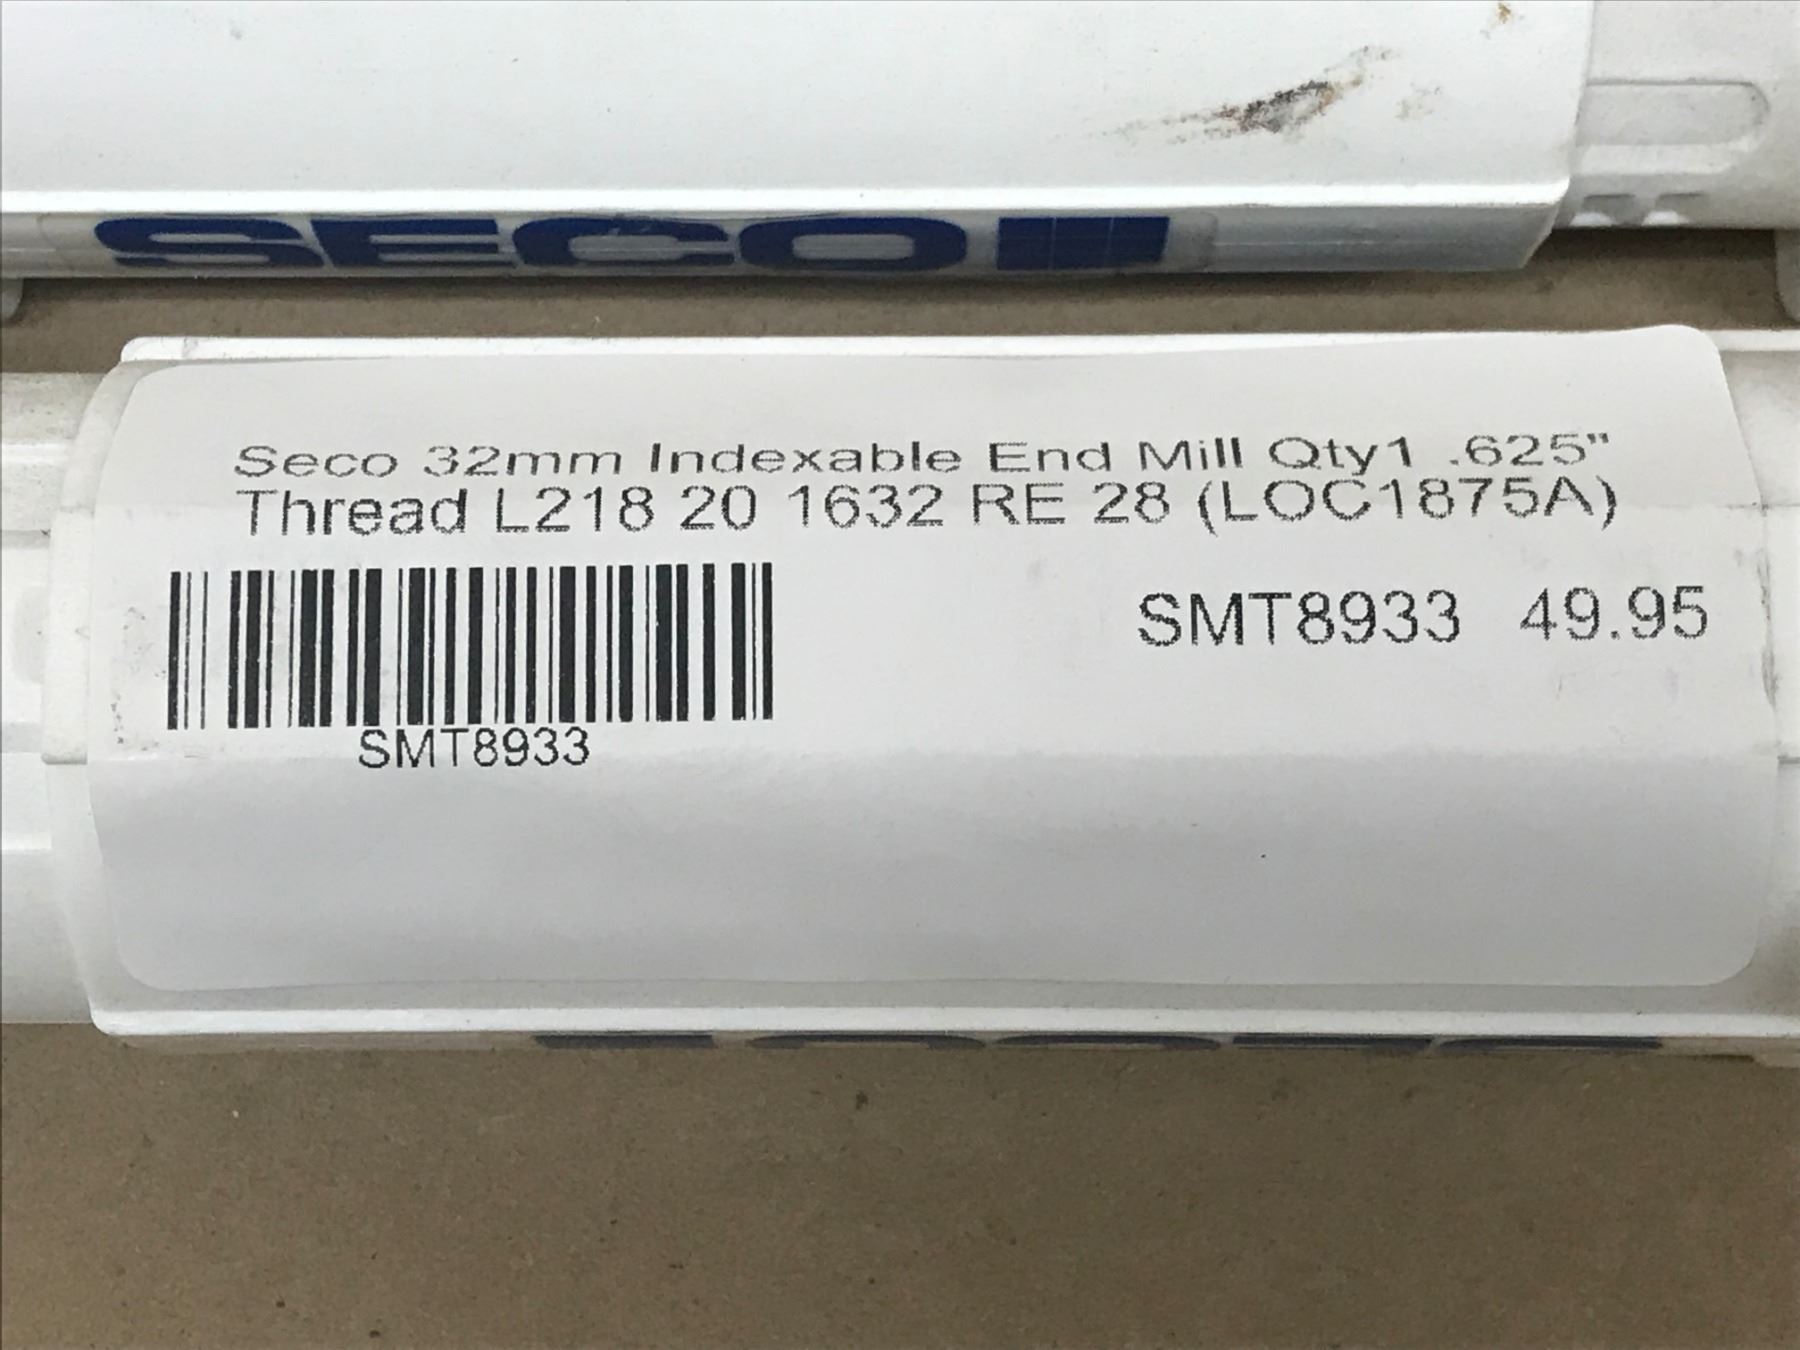 SECO
Seco 32mm Indexable End Mill Qty1 .625"
Thread L218 20 1632 RE 28 (LOC1875A)
SMT8933 49.95
SMT8933